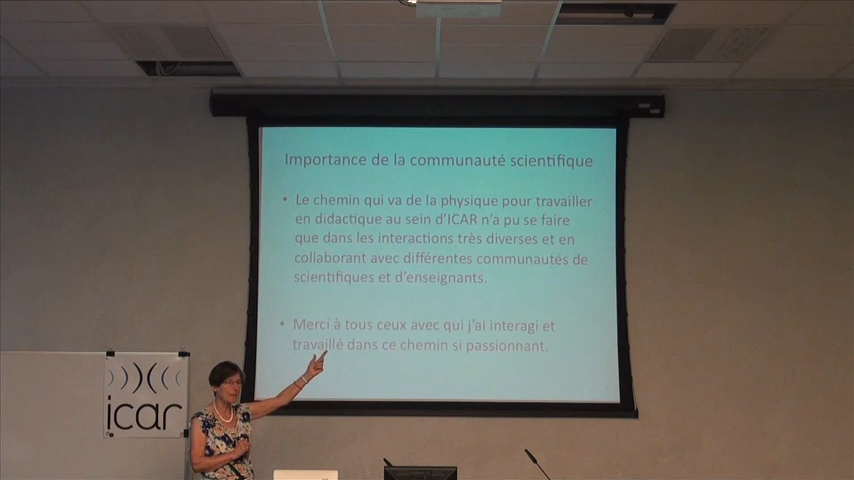 Importance de la communauté scientifique
• Le chemin qui va de la physique pour travailler
en didactique au sein d'ICAR n'a pu se faire
que dans les interactions très diverses et en
collaborant avec différentes communautés de
scientifiques et d'enseignants.
• Merci à tous ceux avec qui j'ai interagi et
travaillé dans ce chemin si passionnant.
icar